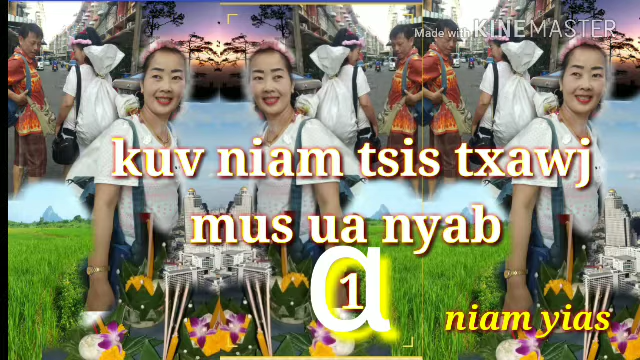 Made with KINEMASTER
kuv niam tsis txawj
mus ua nyab
a
1
niam yias